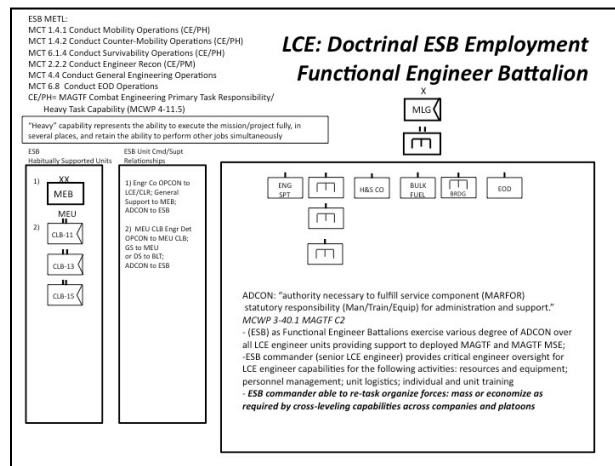 ESB METL:
MCT 1.4.1 Conduct Mobility Operations (CE/PH)
MCT 1.4.2 Conduct Counter-Mobility Operations (CE/PH)
MCT 6.1.4 Conduct Survivability Operations (CE/PH)
MCT 2.2.2 Conduct Engineer Recon (CE/PM)
MCT 4.4 Conduct General Engineering Operations
MCT 6.8 Conduct EOD Operations
CE/PH= MAGTF Combat Engineering Primary Task Responsibility/
Heavy Task Capability (MCWP 4-11.5)
LCE: Doctrinal ESB Employment
Functional Engineer Battalion
"Heavy" capability represents the ability to execute the mission/project fully, in
several places, and retain the ability to perform other jobs simultaneously
X
MLG
ESB
Habitually Supported Units
1)
XX
MEB
MEU
2)
CLB-11
CLB-13
CLB-15
ESB Unit Cmd/Supt
Relationships
1) Engr Co OPCON to
LCE/CLR; General
Support to MEB;
ADCON to ESB
2) MEU CLB Engr Det
OPCON to MEU CLB;
GS to MEU
or DS to BLT;
ADCON to ESB
ENG
SPT
H&S CO
BULK
FUEL
BRDG
EOD
ADCON: "authority necessary to fulfill service component (MARFOR)
statutory responsibility (Man/Train/Equip) for administration and support."
MCWP 3-40.1 MAGTF C2
- (ESB) as Functional Engineer Battalions exercise various degree of ADCON over
all LCE engineer units providing support to deployed MAGTF and MAGTF MSE;
-ESB commander (senior LCE engineer) provides critical engineer oversight for
LCE engineer capabilities for the following activities: resources and equipment;
personnel management; unit logistics; individual and unit training
- ESB commander able to re-task organize forces: mass or economize as
required by cross-leveling capabilities across companies and platoons